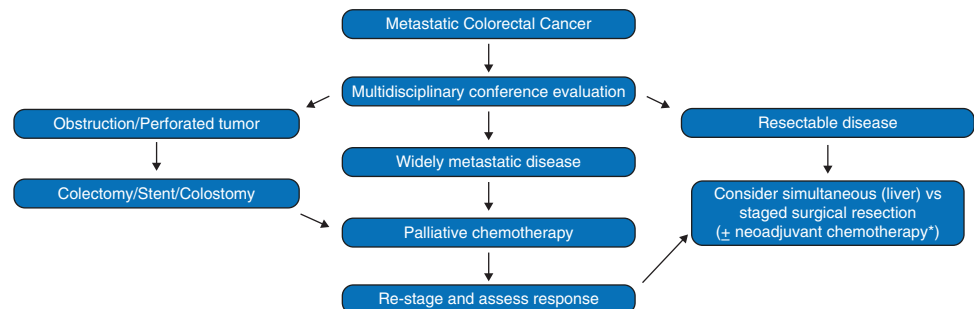 Metastatic Colorectal Cancer
Multidisciplinary conference evaluation
Obstruction/Perforated tumor
Resectable disease
Widely metastatic disease
Colectomy/Stent/Colostomy
Consider simultaneous (liver) vs
staged surgical resection
(± neoadjuvant chemotherapy*)
Palliative chemotherapy
Re-stage and assess response